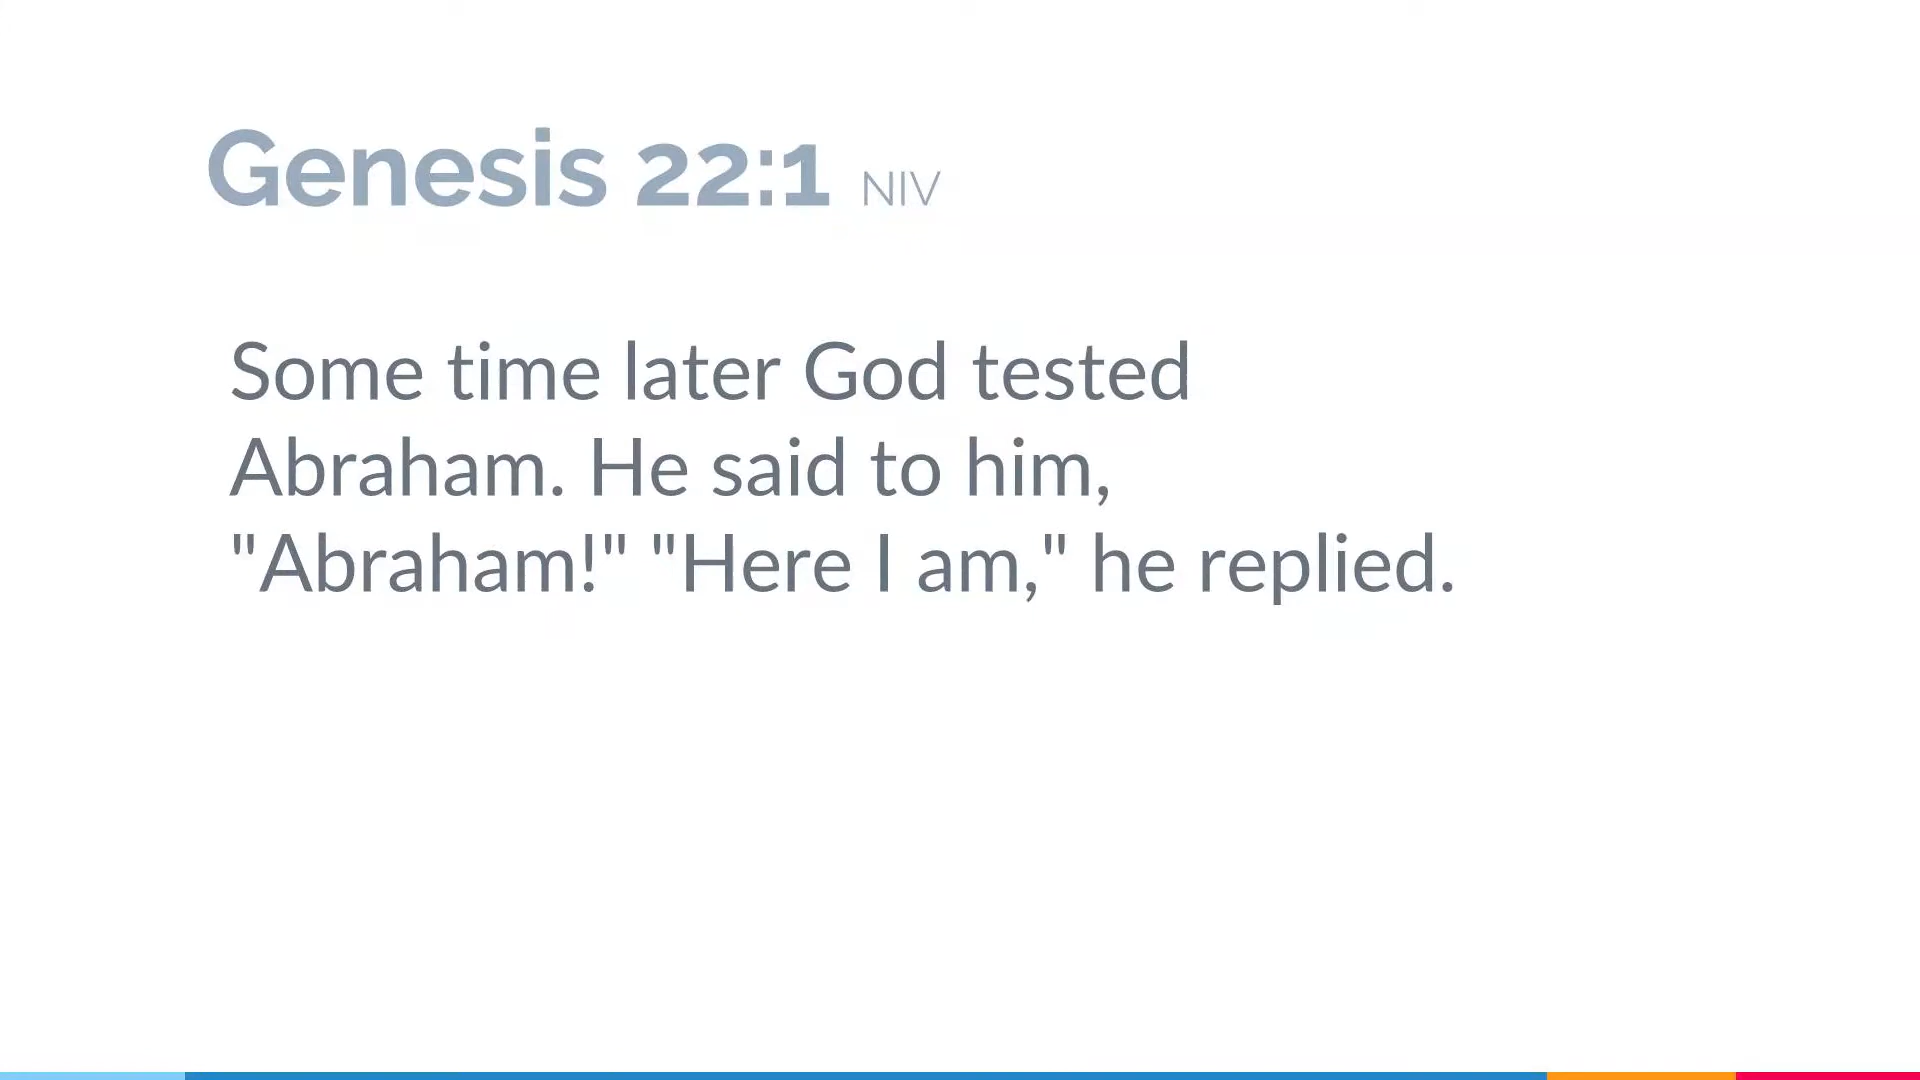 Genesis 22:1 NIV
Some time later God tested
Abraham. He said to him,
"Abraham!" "Here I am," he replied.